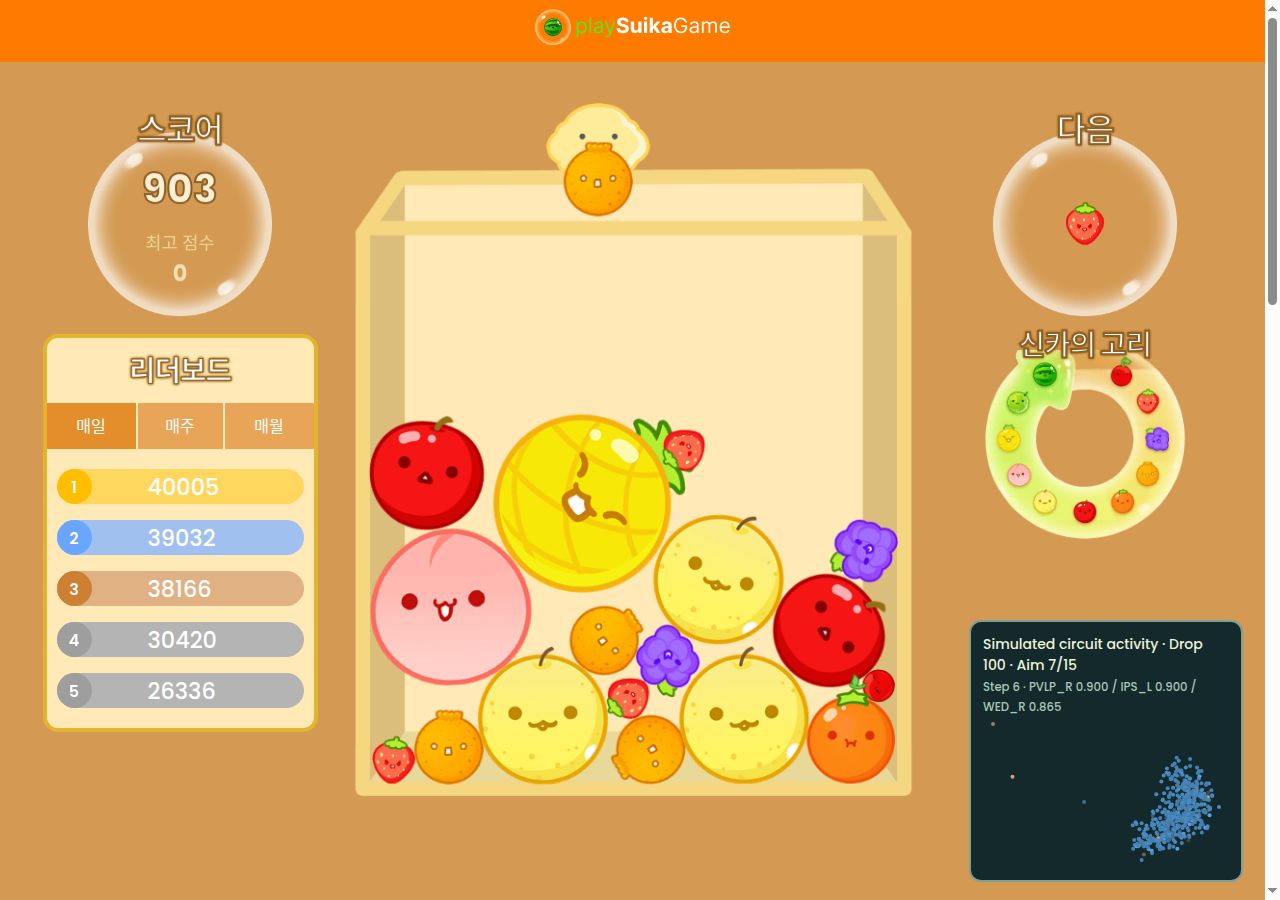 playSuikaGame
스코어
903
최고 점수
0
리더보드
매일
매주
매월
1 40005
2 39032
3 38166
4 30420
5 26336
다음
신카의 고리
Simulated circuit activity · Drop
100 · Aim 7/15
Step 6 · PVLP_R 0.900 / IPS_L 0.900 /
WED_R 0.865